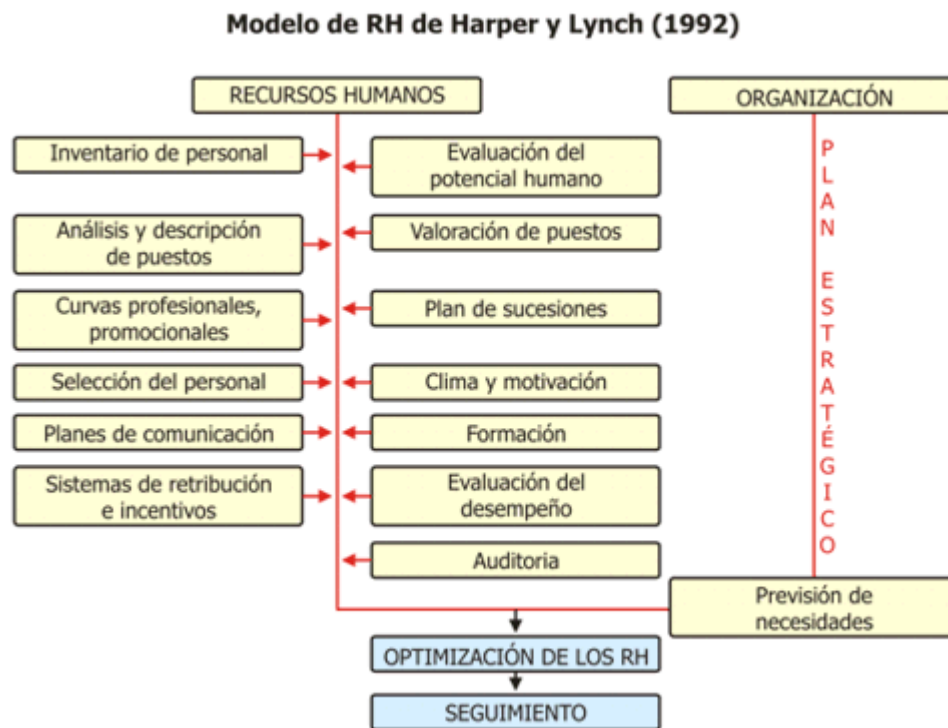 Modelo de RH de Harper y Lynch (1992)
RECURSOS HUMANOS
ORGANIZACIÓN
Inventario de personal
Evaluación del
potencial humano
Análisis y descripción
de puestos
Valoración de puestos
Curvas profesionales,
promocionales
Plan de sucesiones
Selección del personal
Clima y motivación
Planes de comunicación
Formación
Sistemas de retribución
e incentivos
Evaluación del
desempeño
Auditoria
PLAN ESTRATÉGICO
Previsión de
necesidades
OPTIMIZACIÓN DE LOS RH
SEGUIMIENTO